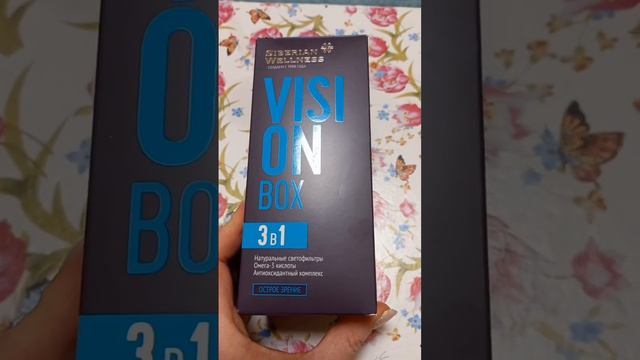 SIBERIAN
WELLNESS
VISI
ON
BOX
3 в 1
Натуральные светофильтры
Омега-3 кислоты
Антиоксидантный комплекс
ОСТРОЕ ЗРЕНИЕ